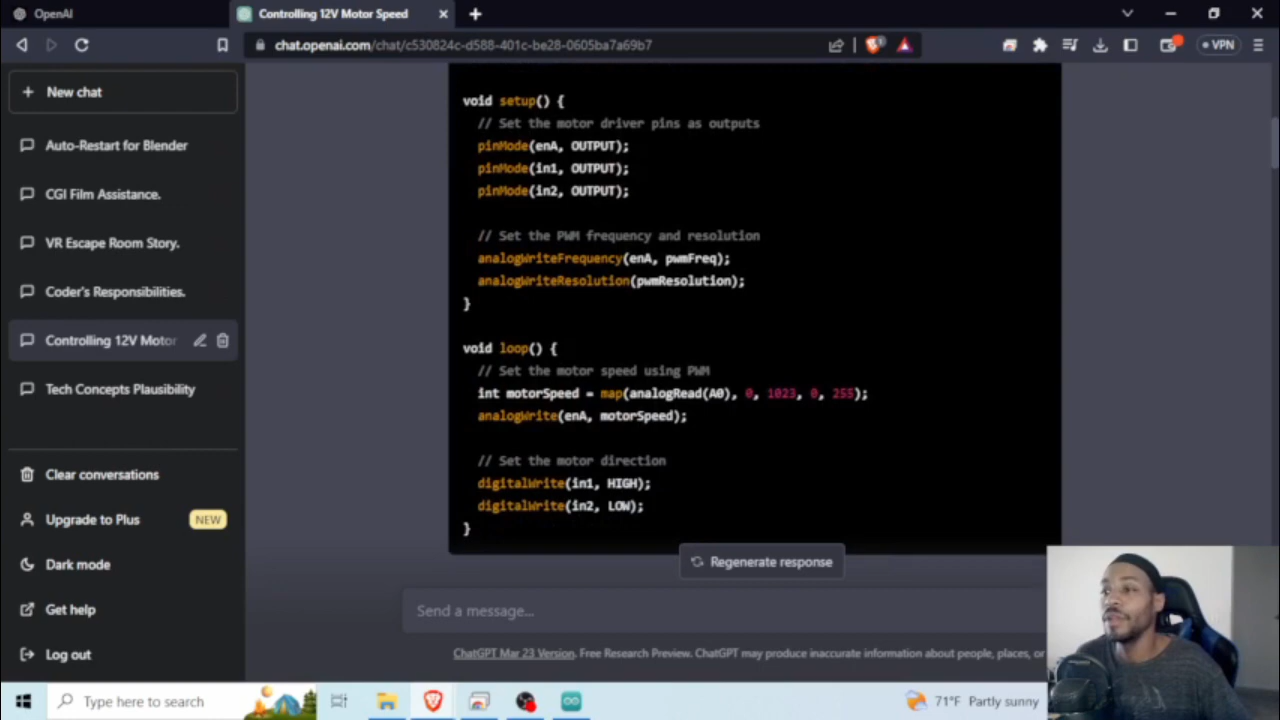 OpenAI
Controlling 12V Motor Speed
chat.openai.com/chat/c530824c-d588-401c-be28-0605ba7a69b7
VPN
New chat
Auto-Restart for Blender
CGI Film Assistance.
VR Escape Room Story.
Coder's Responsibilities.
Controlling 12V Motor
Tech Concepts Plausibility
Clear conversations
Upgrade to Plus NEW
Dark mode
Get help
Log out
void setup() {
// Set the motor driver pins as outputs
pinMode(enA, OUTPUT);
pinMode(in1, OUTPUT);
pinMode(in2, OUTPUT);
// Set the PWM frequency and resolution
analogWriteFrequency(enA, pwmFreq);
analogWriteResolution(pwmResolution);
}
void loop() {
// Set the motor speed using PWM
int motorSpeed = map(analogRead(A0), 0, 1023, 0, 255);
analogWrite(enA, motorSpeed);
// Set the motor direction
digitalWrite(in1, HIGH);
digitalWrite(in2, LOW);
}
Regenerate response
Send a message...
ChatGPT Mar 23 Version. Free Research Preview. ChatGPT may produce inaccurate information about people, places, or
Type here to search
71°F Partly sunny